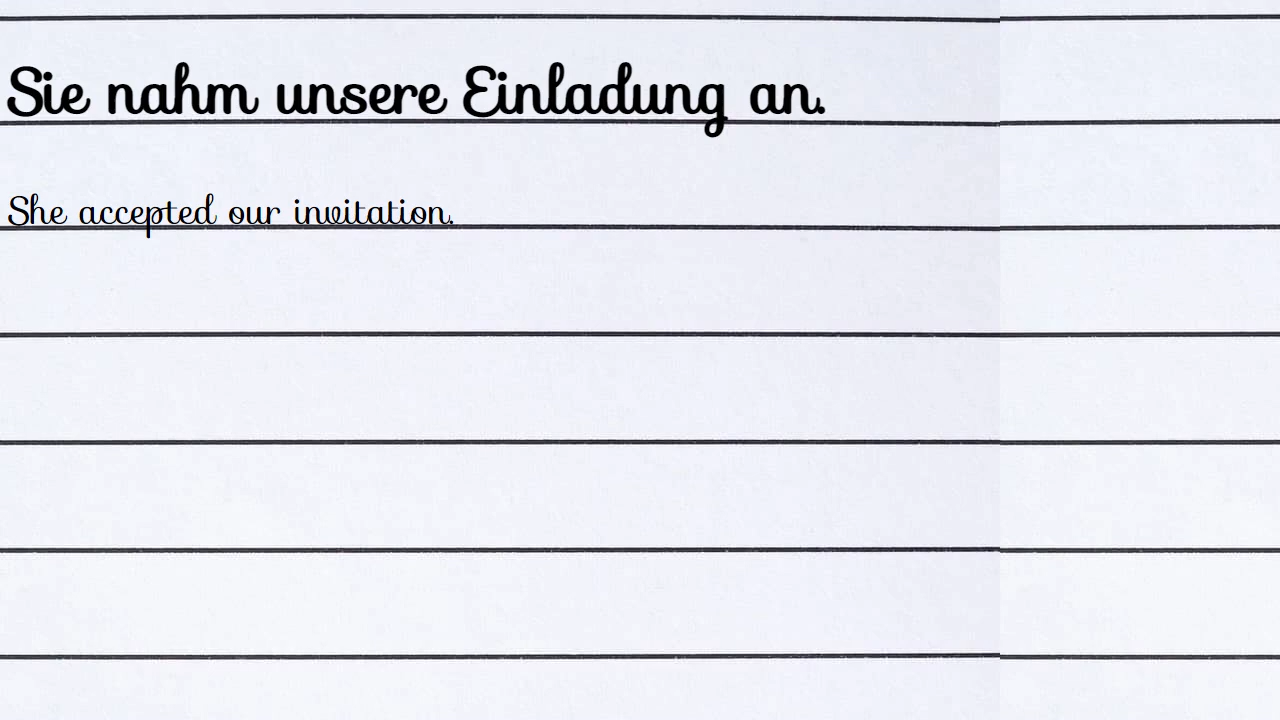 Sie nahm unsere Einladung an.
She accepted our invitation.